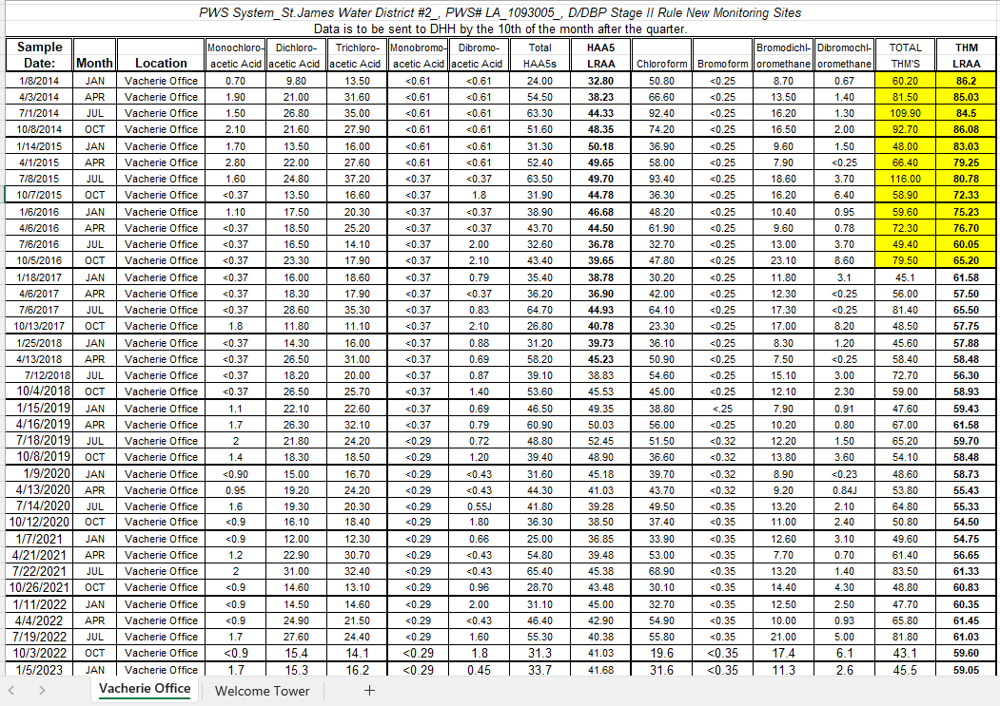 PWS System_St.James Water District #2_, PWS# LA_1093005_, D/DBP Stage II Rule New Monitoring Sites
Data is to be sent to DHH by the 10th of the month after the quarter.
Sample Monochloro- Dichloro- Trichloro- Monobromo- Dibromo- Total HAA5 Bromodichl- Dibromochl- TOTAL THM
Date: Month Location acetic Acid acetic Acid acetic Acid acetic Acid acetic Acid HAA5s LRAA Chloroform Bromoform oromethane oromethane THM'S LRAA
1/8/2014 JAN Vacherie Office 0.70 9.80 13.50 <0.61 <0.61 24.00 32.80 50.80 <0.25 8.70 0.67 60.20 86.2
4/3/2014 APR Vacherie Office 1.90 21.00 31.60 <0.61 <0.61 54.50 38.23 66.60 <0.25 13.50 1.40 81.50 85.03
7/1/2014 JUL Vacherie Office 1.50 26.80 35.00 <0.61 <0.61 63.30 44.33 92.40 <0.25 16.20 1.30 109.90 84.5
10/8/2014 OCT Vacherie Office 2.10 21.60 27.90 <0.61 <0.61 51.60 48.35 74.20 <0.25 16.50 2.00 92.70 86.08
1/14/2015 JAN Vacherie Office 1.70 13.50 16.00 <0.61 <0.61 31.30 50.18 36.90 <0.25 9.60 1.50 48.00 83.03
4/1/2015 APR Vacherie Office 2.80 22.00 27.60 <0.61 <0.61 52.40 49.65 58.00 <0.25 7.90 <0.25 66.40 79.25
7/8/2015 JUL Vacherie Office 1.60 24.80 37.20 <0.37 <0.37 63.50 49.70 93.40 <0.25 18.60 3.70 116.00 80.78
10/7/2015 OCT Vacherie Office <0.37 13.50 16.60 <0.37 1.8 31.90 44.78 36.30 <0.25 16.20 6.40 58.90 72.33
1/6/2016 JAN Vacherie Office 1.10 17.50 20.30 <0.37 <0.37 38.90 46.68 48.20 <0.25 10.40 0.95 59.60 75.23
4/6/2016 APR Vacherie Office <0.37 18.50 25.20 <0.37 <0.37 43.70 44.50 61.90 <0.25 9.60 0.78 72.30 76.70
7/6/2016 JUL Vacherie Office <0.37 16.50 14.10 <0.37 2.00 32.60 36.78 32.70 <0.25 13.00 3.70 49.40 60.05
10/5/2016 OCT Vacherie Office <0.37 23.30 17.90 <0.37 2.10 43.40 39.65 47.80 <0.25 23.10 8.60 79.50 65.20
1/18/2017 JAN Vacherie Office <0.37 16.00 18.60 <0.37 0.79 35.40 38.78 30.20 <0.25 11.80 3.1 45.1 61.58
4/6/2017 APR Vacherie Office <0.37 18.30 17.90 <0.37 <0.37 36.20 36.90 42.00 <0.25 12.30 <0.25 56.00 57.50
7/6/2017 JUL Vacherie Office <0.37 28.60 35.30 <0.37 0.83 64.70 44.93 64.10 <0.25 17.30 <0.25 81.40 65.50
10/13/2017 OCT Vacherie Office 1.8 11.80 11.10 <0.37 2.10 26.80 40.78 23.30 <0.25 17.00 8.20 48.50 57.75
1/25/2018 JAN Vacherie Office <0.37 14.30 16.00 <0.37 0.88 31.20 39.73 36.10 <0.25 8.30 1.20 45.60 57.88
4/13/2018 APR Vacherie Office <0.37 26.50 31.00 <0.37 0.69 58.20 45.23 50.90 <0.25 7.50 <0.25 58.40 58.48
7/12/2018 JUL Vacherie Office <0.37 18.20 20.00 <0.37 0.87 39.10 38.83 54.60 <0.25 15.10 3.00 72.70 56.30
10/4/2018 OCT Vacherie Office <0.37 26.50 25.70 <0.37 1.40 53.60 45.53 45.00 <0.25 12.10 2.30 59.00 58.93
1/15/2019 JAN Vacherie Office 1.1 22.10 22.60 <0.37 0.69 46.50 49.35 38.80 <.25 7.90 0.91 47.60 59.43
4/16/2019 APR Vacherie Office 1.7 26.30 32.10 <0.37 0.79 60.90 50.03 56.00 <0.25 10.20 0.80 67.00 61.58
7/18/2019 JUL Vacherie Office 2 21.80 24.20 <0.29 0.72 48.80 52.45 51.50 <0.32 12.20 1.50 65.20 59.70
10/8/2019 OCT Vacherie Office 1.4 18.30 18.50 <0.29 1.20 39.40 48.90 36.60 <0.32 13.80 3.60 54.10 58.48
1/9/2020 JAN Vacherie Office <0.90 15.00 16.70 <0.29 <0.43 31.60 45.18 39.70 <0.32 8.90 <0.23 48.60 58.73
4/13/2020 APR Vacherie Office 0.95 19.20 24.20 <0.29 <0.43 44.30 41.03 43.70 <0.32 9.20 0.84J 53.80 55.43
7/14/2020 JUL Vacherie Office 1.6 19.30 20.30 <0.29 0.55J 41.80 39.28 49.50 <0.35 13.20 2.10 64.80 55.33
10/12/2020 OCT Vacherie Office <0.9 16.10 18.40 <0.29 1.80 36.30 38.50 37.40 <0.35 11.00 2.40 50.80 54.50
1/7/2021 JAN Vacherie Office <0.9 12.00 12.30 <0.29 0.66 25.00 36.85 33.90 <0.35 12.60 3.10 49.60 54.75
4/21/2021 APR Vacherie Office 1.2 22.90 30.70 <0.29 <0.43 54.80 39.48 53.00 <0.35 7.70 0.70 61.40 56.65
7/22/2021 JUL Vacherie Office 2 31.00 32.40 <0.29 <0.43 65.40 45.38 68.90 <0.35 13.20 1.40 83.50 61.33
10/26/2021 OCT Vacherie Office <0.9 14.60 13.10 <0.29 0.96 28.70 43.48 30.10 <0.35 14.40 4.30 48.80 60.83
1/11/2022 JAN Vacherie Office <0.9 14.50 14.60 <0.29 2.00 31.10 45.00 32.70 <0.35 12.50 2.50 47.70 60.35
4/4/2022 APR Vacherie Office <0.9 24.90 21.50 <0.29 <0.43 46.40 42.90 54.90 <0.35 10.00 0.93 65.80 61.45
7/19/2022 JUL Vacherie Office 1.7 27.60 24.40 <0.29 1.60 55.30 40.38 55.80 <0.35 21.00 5.00 81.80 61.03
10/3/2022 OCT Vacherie Office <0.9 15.4 14.1 <0.29 1.8 31.3 41.03 19.6 <0.35 17.4 6.1 43.1 59.60
1/5/2023 JAN Vacherie Office 1.7 15.3 16.2 <0.29 0.45 33.7 41.68 31.6 <0.35 11.3 2.6 45.5 59.05
Vacherie Office Welcome Tower